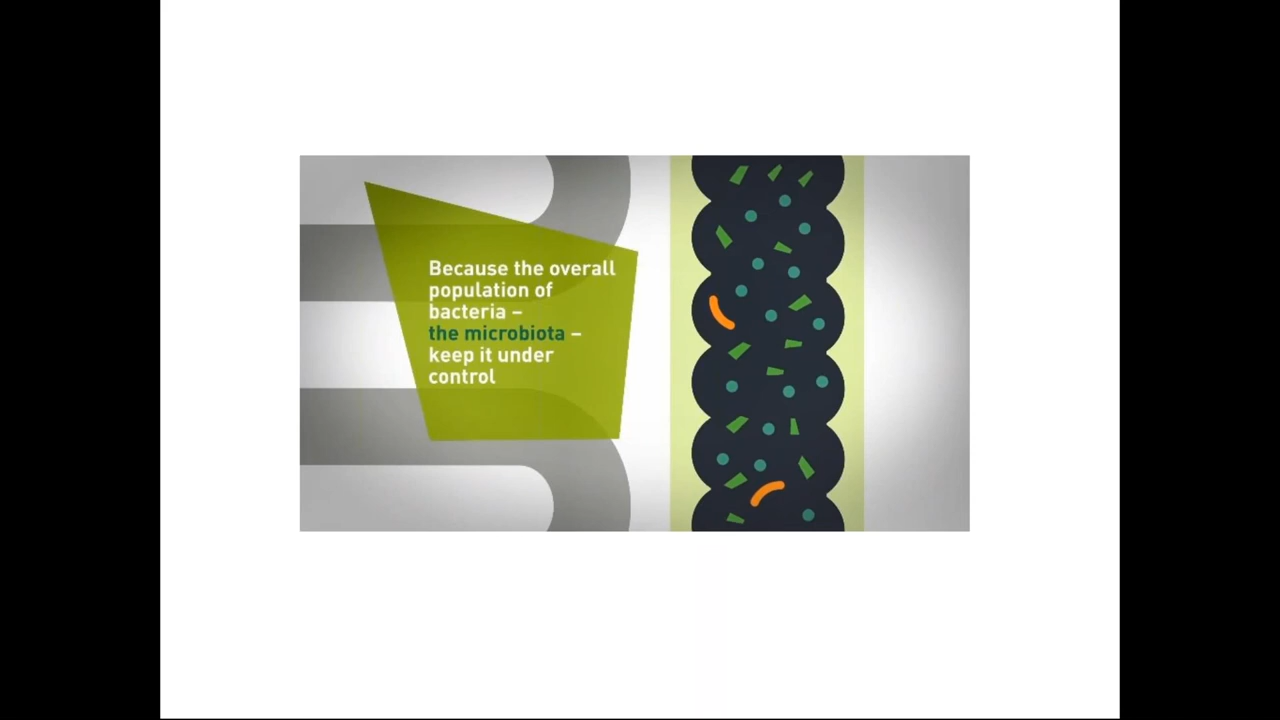 Because the overall
population of
bacteria –
the microbiota –
keep it under
control